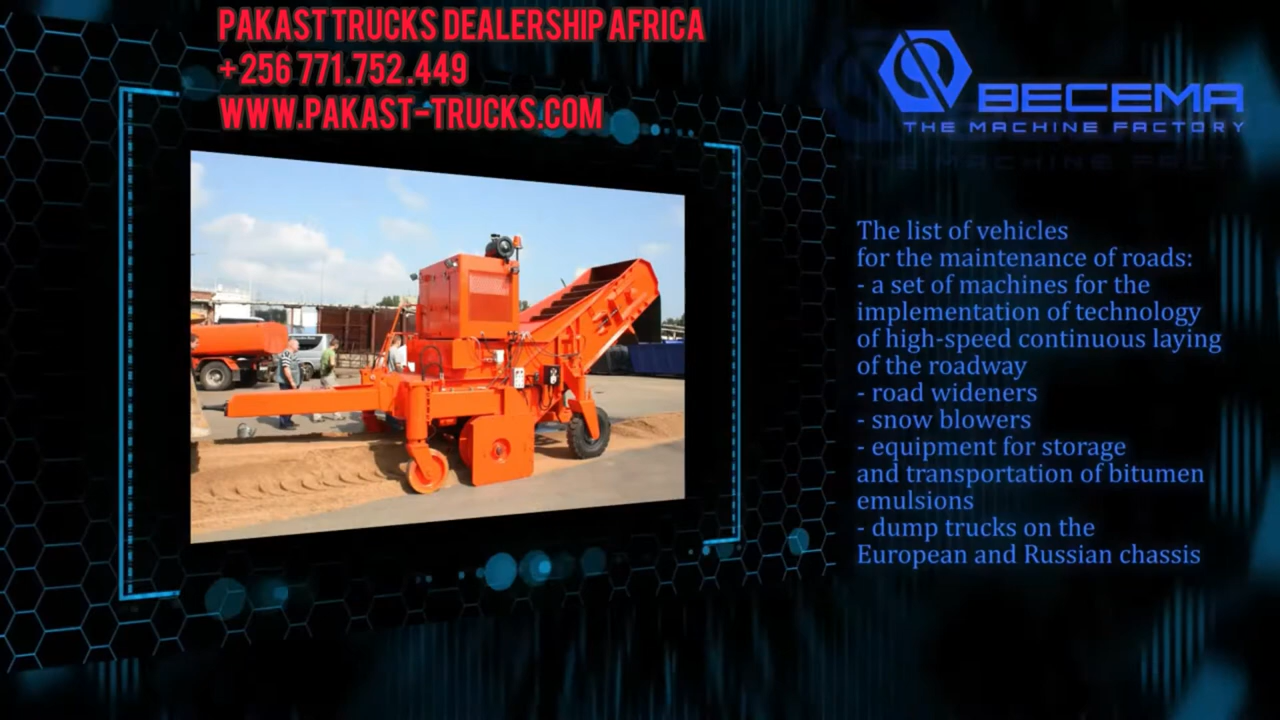 PAKAST TRUCKS DEALERSHIP AFRICA
+256 771.752.449
WWW.PAKAST-TRUCKS.COM
BECEMA
THE MACHINE FACTORY
The list of vehicles
for the maintenance of roads:
- a set of machines for the
implementation of technology
of high-speed continuous laying
of the roadway
- road wideners
- snow blowers
- equipment for storage
and transportation of bitumen
emulsions
- dump trucks on the
European and Russian chassis